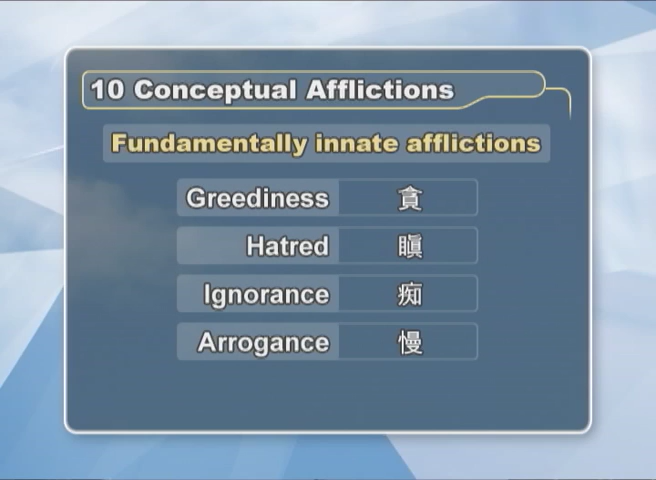 10 Conceptual Afflictions
Fundamentally innate afflictions
Greediness 貪
Hatred 瞋
Ignorance 痴
Arrogance 慢